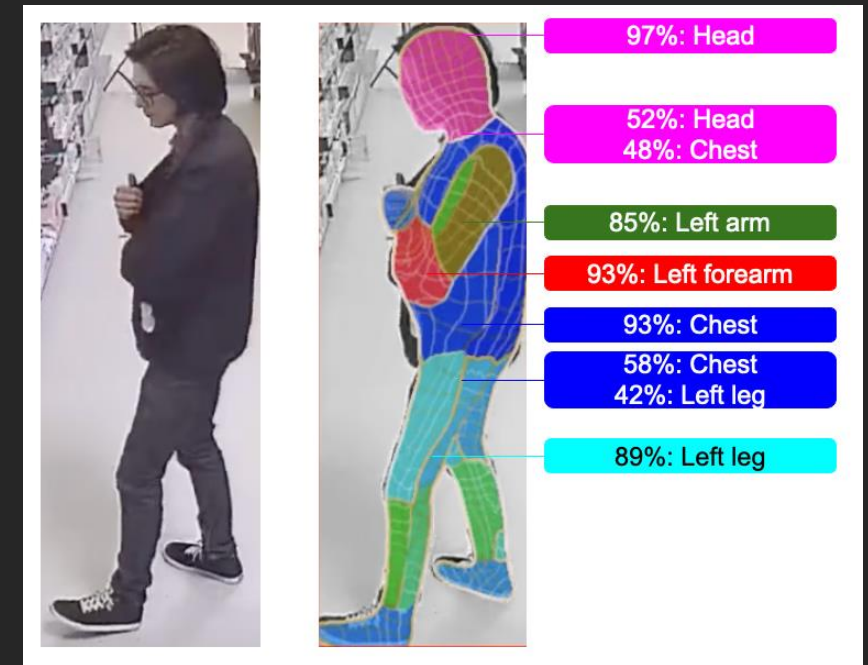 97%: Head
52%: Head
48%: Chest
85%: Left arm
93%: Left forearm
93%: Chest
58%: Chest
42%: Left leg
89%: Left leg